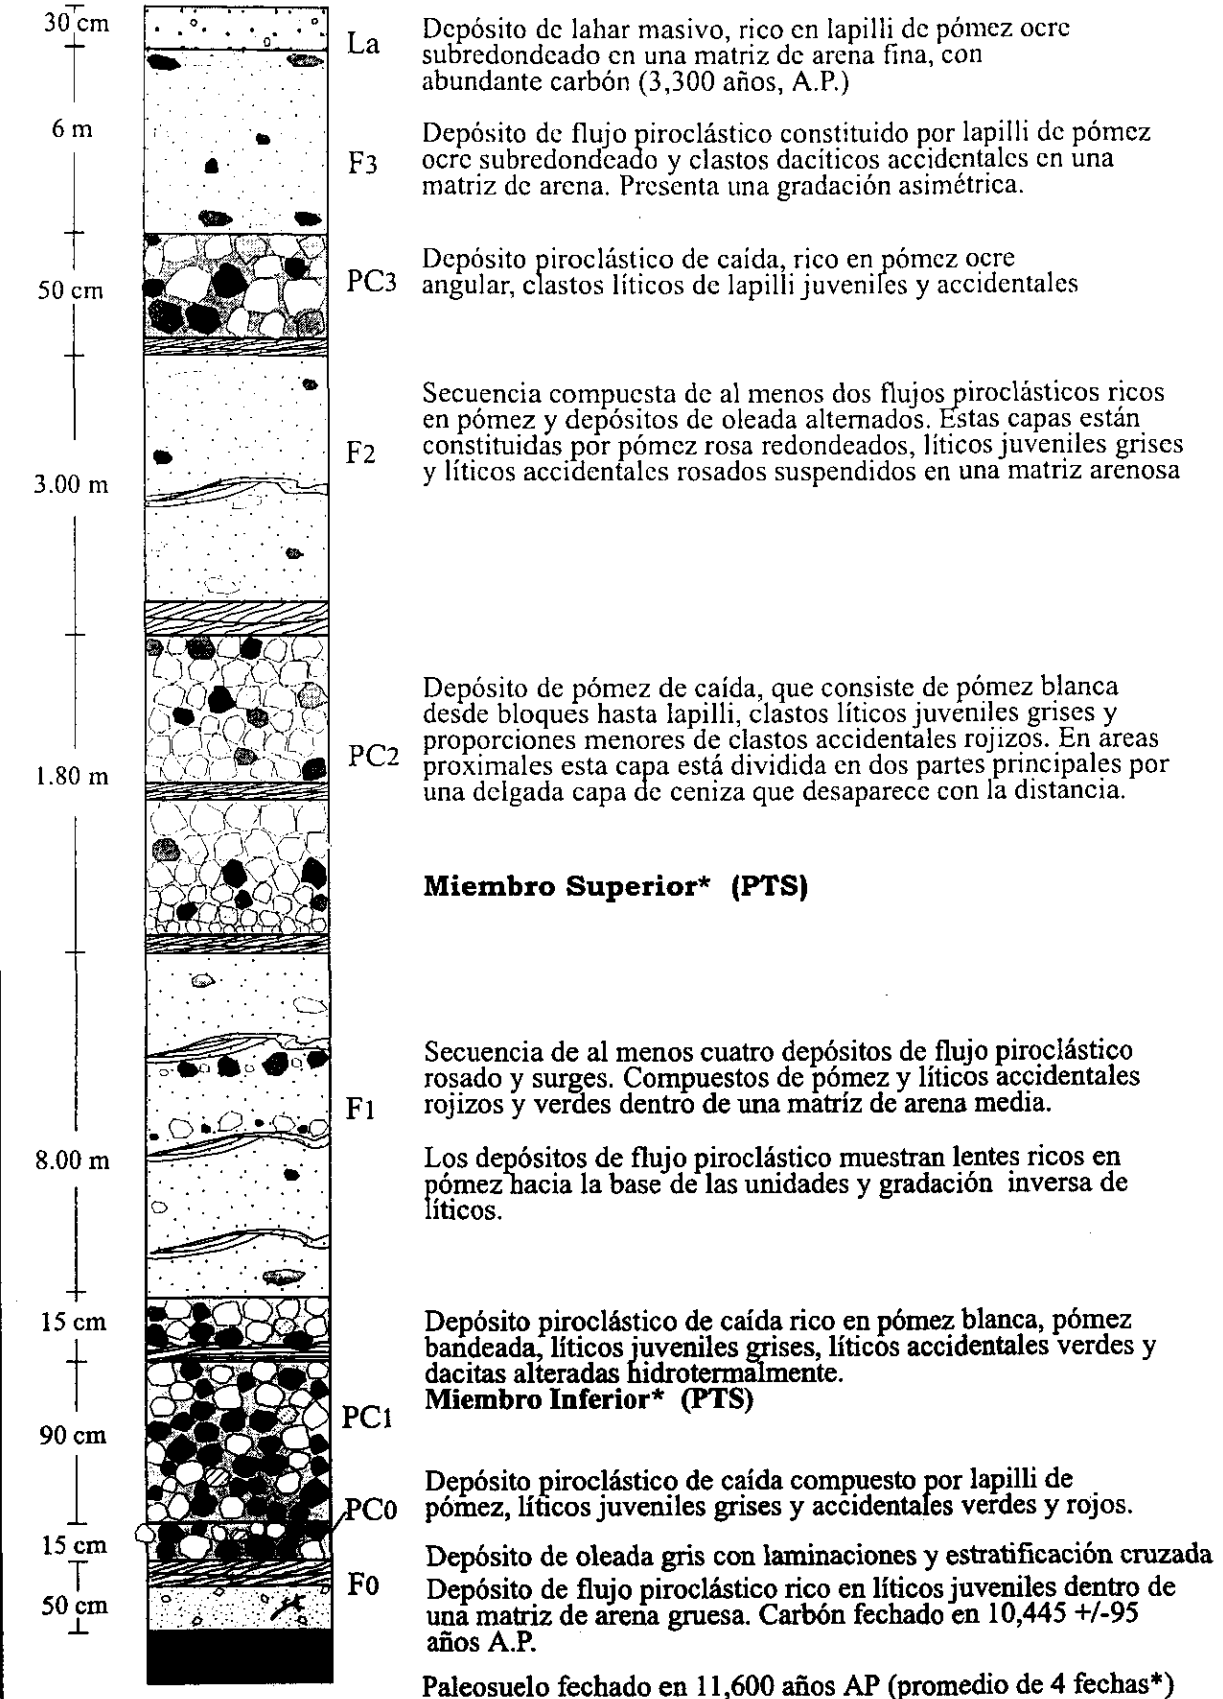 30 cm
La
Depósito de lahar masivo, rico en lapilli de pómez ocre
subredondeado en una matriz de arena fina, con
abundante carbón (3,300 años, A.P.)
6 m
F3
Depósito de flujo piroclástico constituido por lapilli de pómez
ocre subredondeado y clastos dacíticos accidentales en una
matriz de arena. Presenta una gradación asimétrica.
50 cm
PC3
Depósito piroclástico de caída, rico en pómez ocre
angular, clastos líticos de lapilli juveniles y accidentales
3.00 m
F2
Secuencia compuesta de al menos dos flujos piroclásticos ricos
en pómez y depósitos de oleada alternados. Estas capas están
constituidas por pómez rosa redondeados, líticos juveniles grises
y líticos accidentales rosados suspendidos en una matriz arenosa
1.80 m
PC2
Depósito de pómez de caída, que consiste de pómez blanca
desde bloques hasta lapilli, clastos líticos juveniles grises y
proporciones menores de clastos accidentales rojizos. En areas
proximales esta capa está dividida en dos partes principales por
una delgada capa de ceniza que desaparece con la distancia.
Miembro Superior* (PTS)
8.00 m
F1
Secuencia de al menos cuatro depósitos de flujo piroclástico
rosado y surges. Compuestos de pómez y líticos accidentales
rojizos y verdes dentro de una matríz de arena media.
Los depósitos de flujo piroclástico muestran lentes ricos en
pómez hacia la base de las unidades y gradación inversa de
líticos.
15 cm
Depósito piroclástico de caída rico en pómez blanca, pómez
bandeada, líticos juveniles grises, líticos accidentales verdes y
dacitas alteradas hidrotermalmente.
Miembro Inferior* (PTS)
90 cm
PC1
Depósito piroclástico de caída compuesto por lapilli de
pómez, líticos juveniles grises y accidentales verdes y rojos.
PC0
15 cm
Depósito de oleada gris con laminaciones y estratificación cruzada
F0
50 cm
Depósito de flujo piroclástico rico en líticos juveniles dentro de
una matriz de arena gruesa. Carbón fechado en 10,445 +/-95
años A.P.
Paleosuelo fechado en 11,600 años AP (promedio de 4 fechas*)